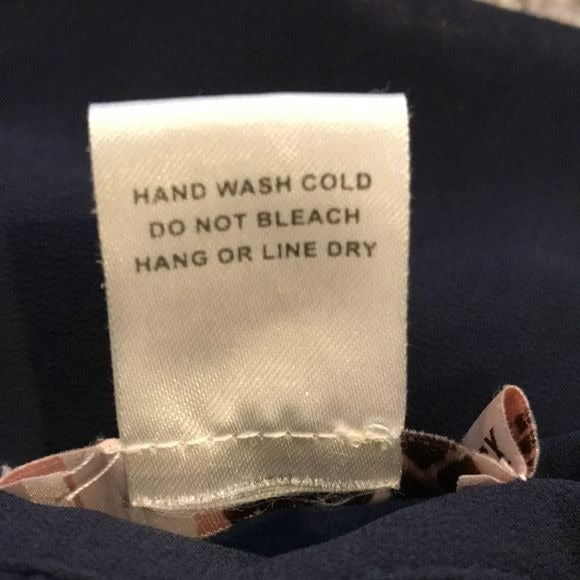 HAND WASH COLD
DO NOT BLEACH
HANG OR LINE DRY